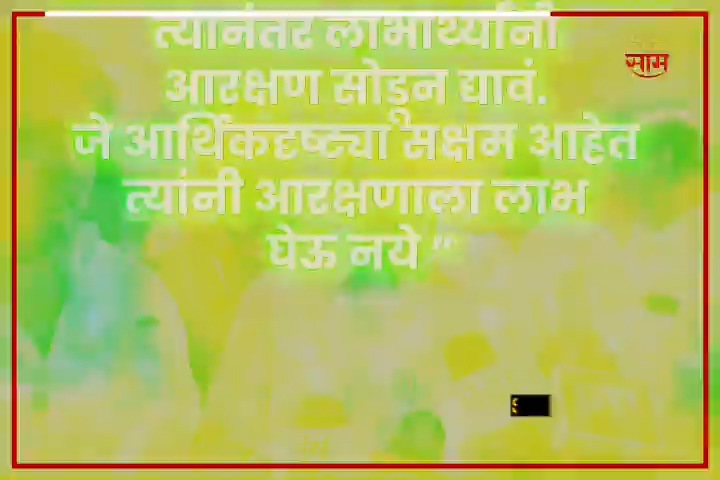 त्यानंतर लाभार्थ्यांनी
आरक्षण सोडून द्यावं.
जे आर्थिकदृष्ट्या सक्षम आहेत
त्यांनी आरक्षणाला लाभ
घेऊ नये "
साम